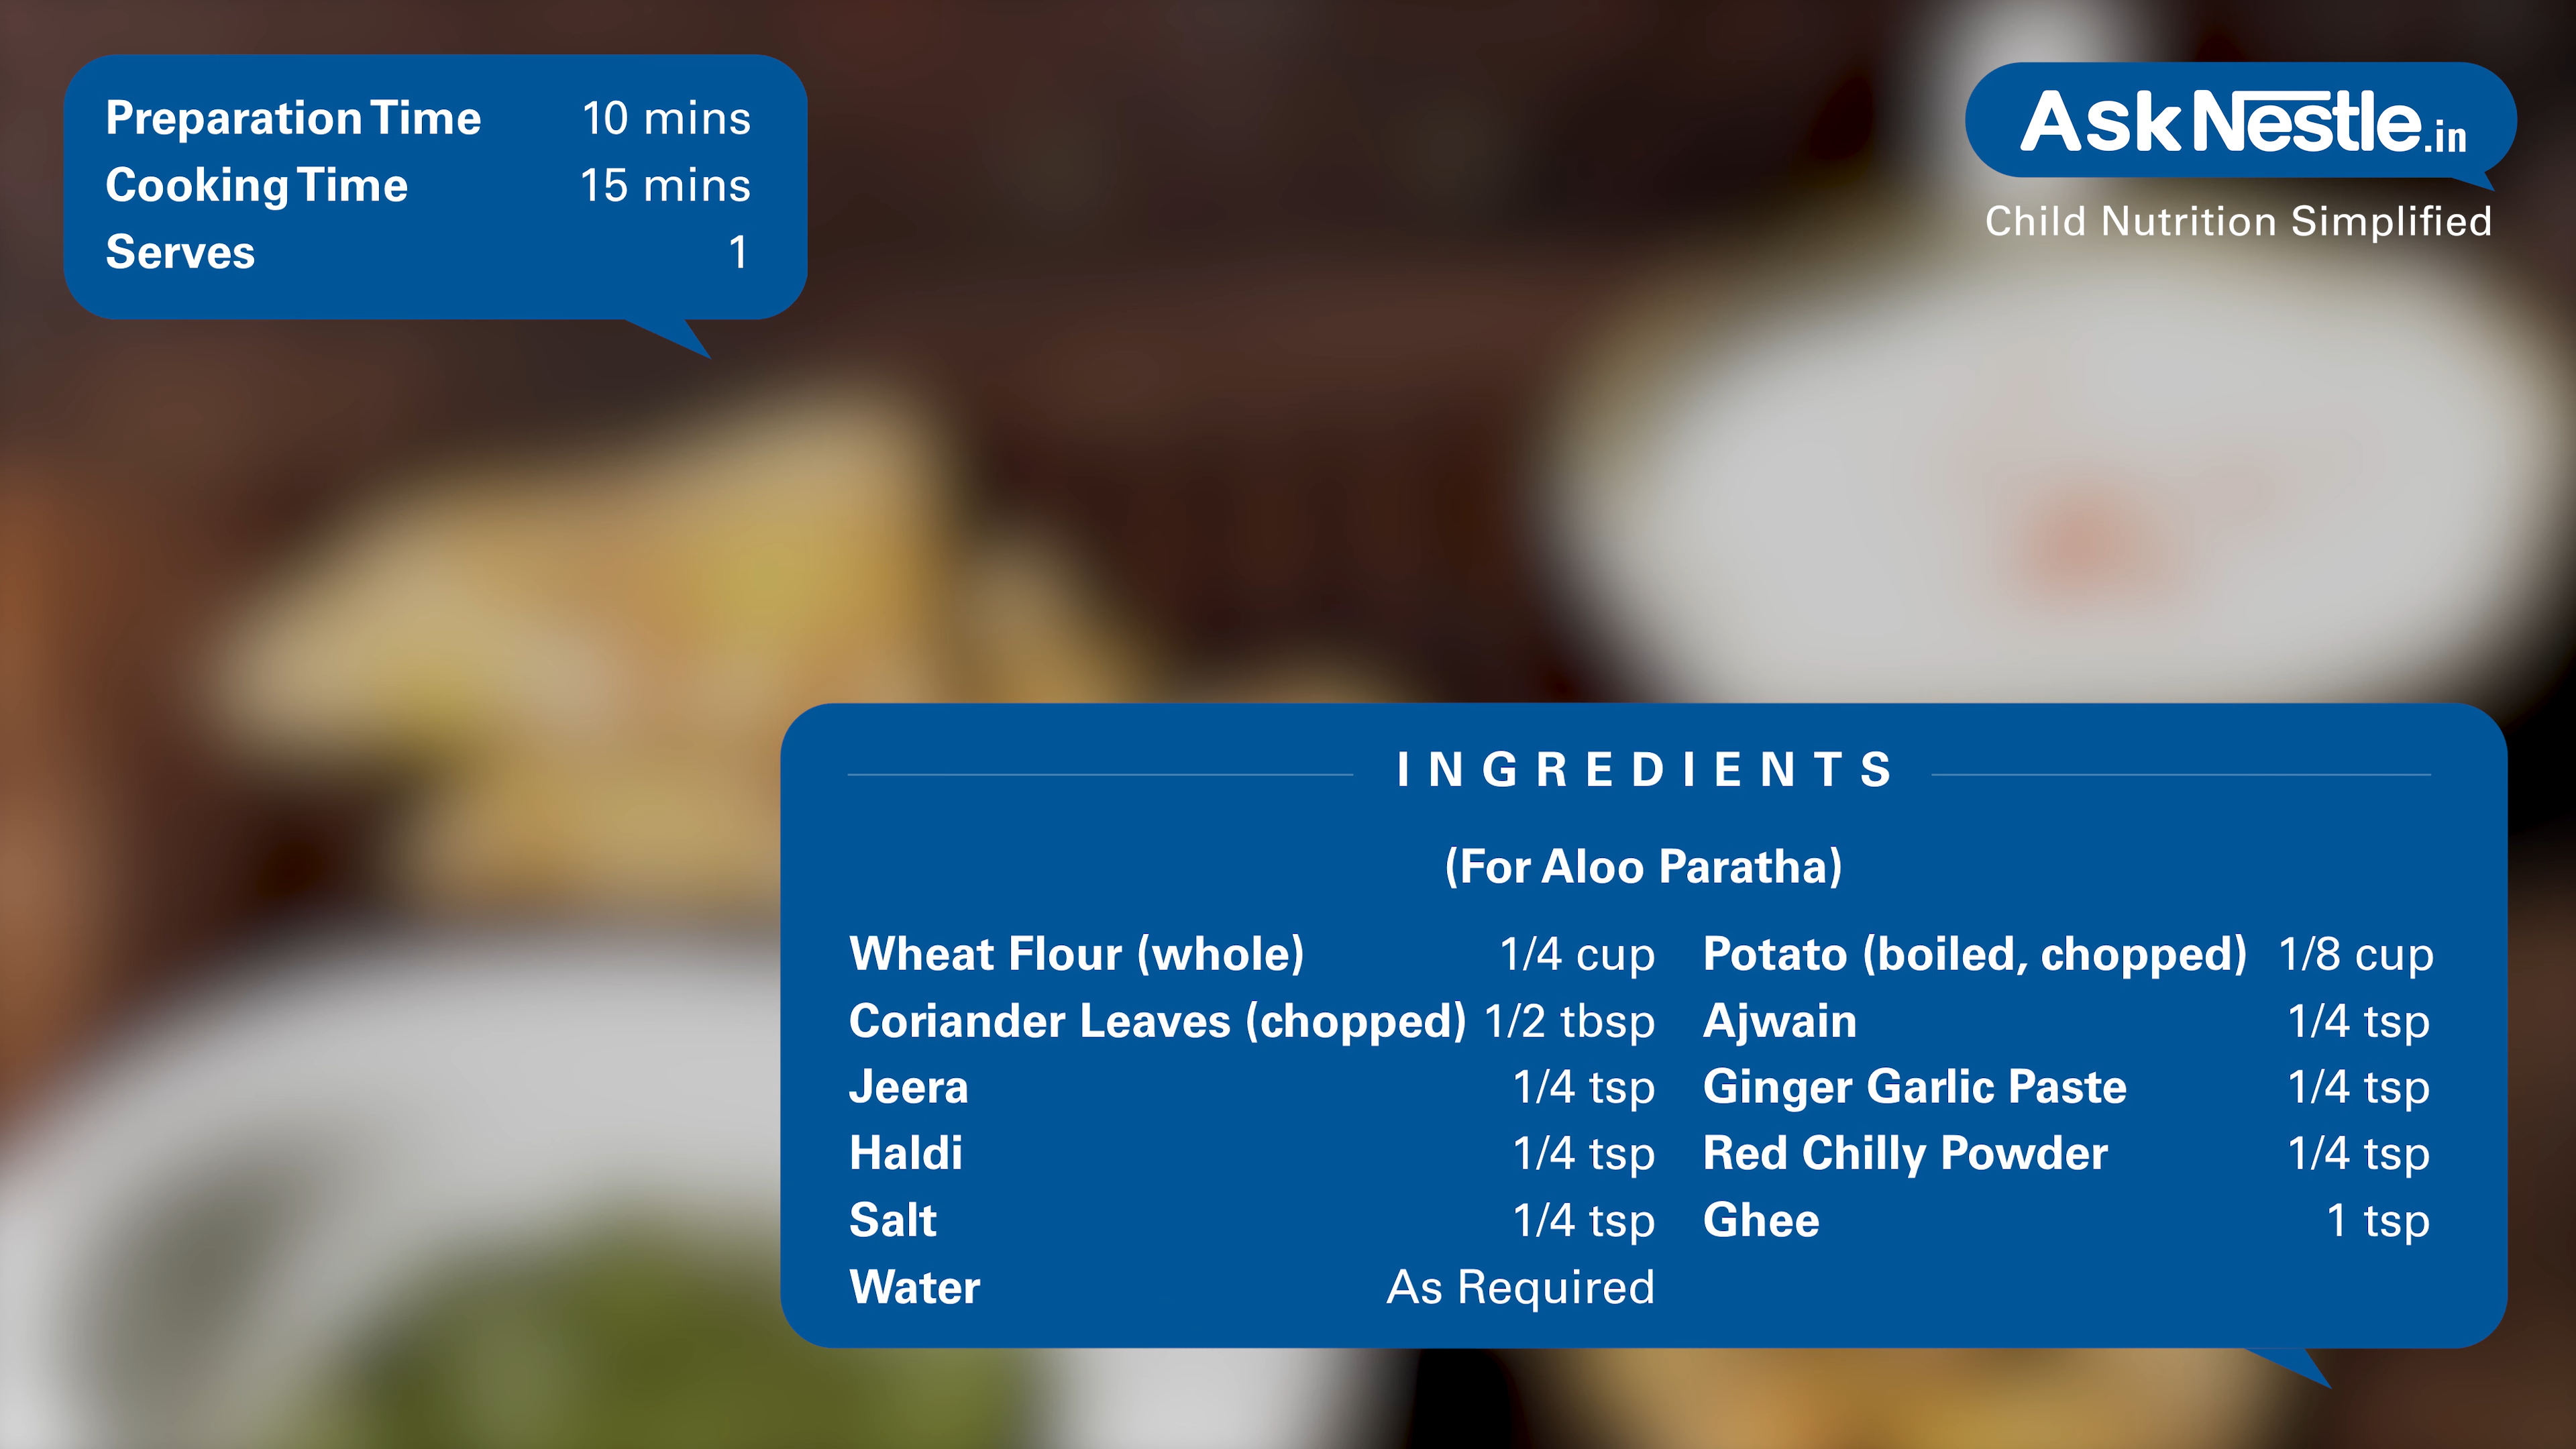 Preparation Time 10 mins
Cooking Time 15 mins
Serves 1
AskNestle.in
Child Nutrition Simplified
INGREDIENTS
(For Aloo Paratha)
Wheat Flour (whole) 1/4 cup Potato (boiled, chopped) 1/8 cup
Coriander Leaves (chopped) 1/2 tbsp Ajwain 1/4 tsp
Jeera 1/4 tsp Ginger Garlic Paste 1/4 tsp
Haldi 1/4 tsp Red Chilly Powder 1/4 tsp
Salt 1/4 tsp Ghee 1 tsp
Water As Required